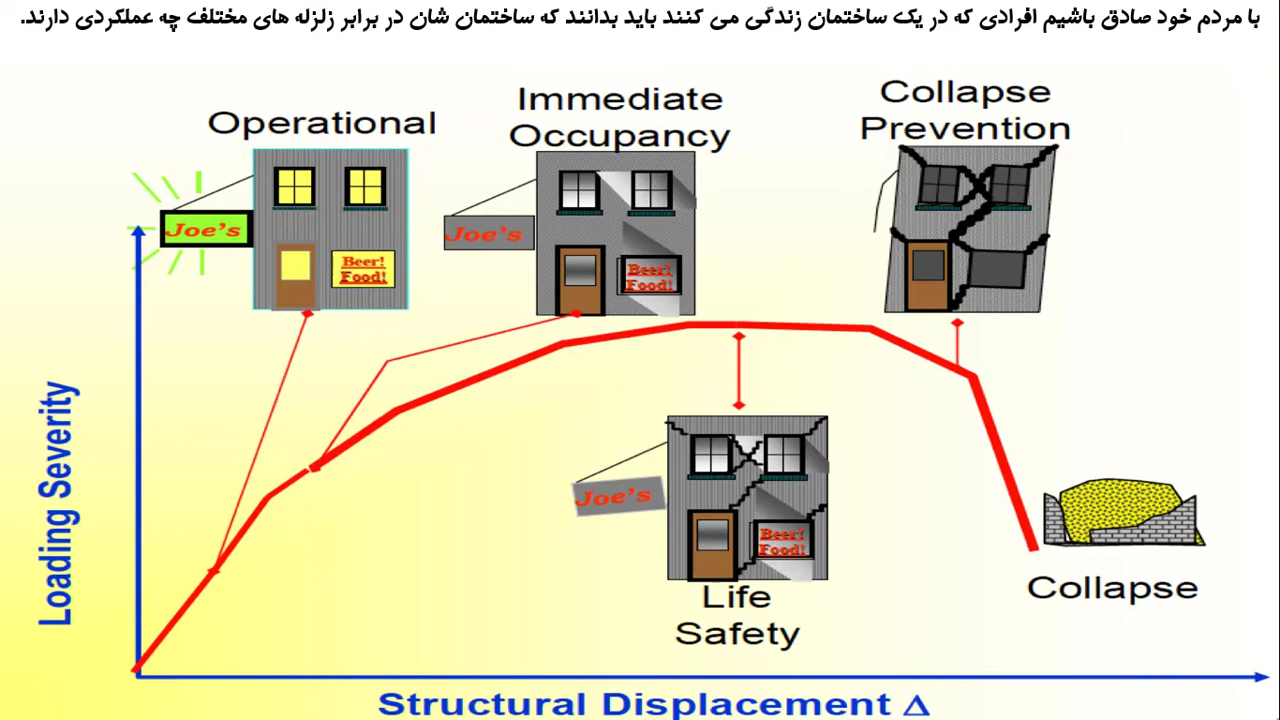 با مردم خود صادق باشیم افرادی که در یک ساختمان زندگی می کنند باید بدانند که ساختمان شان در برابر زلزله های مختلف چه عملکردی دارند.
Operational
Immediate
Occupancy
Collapse
Prevention
Joe's
Beer!
Food!
Joe's
Beer!
Food!
Loading Severity
Joe's
Beer!
Food!
Life
Safety
Collapse
Structural Displacement Δ